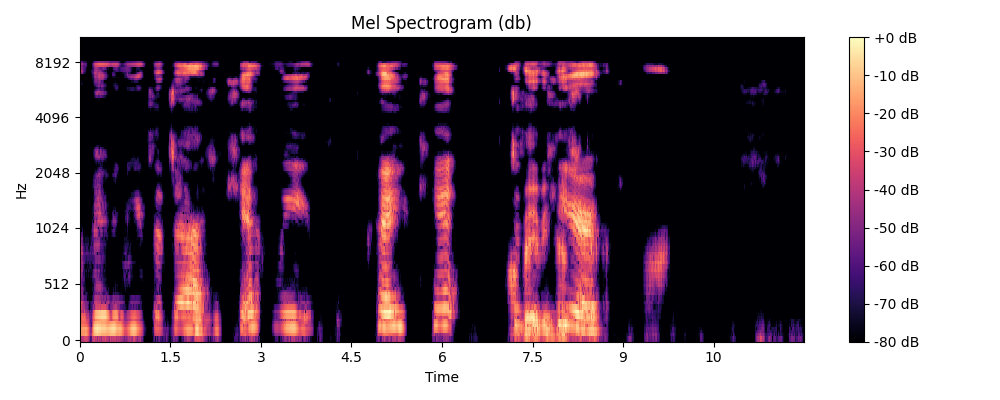 Mel Spectrogram (db)
8192
4096
2048
1024
512
0
Hz
0
1.5
3
4.5
6
7.5
9
10
Time
+0 dB
-10 dB
-20 dB
-30 dB
-40 dB
-50 dB
-60 dB
-70 dB
-80 dB